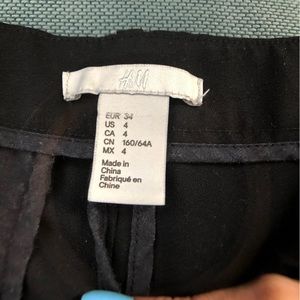 H&M
EUR 34
US 4
CA 4
CN 160/64A
MX 4
Made in
China
Fabriqué en
Chine